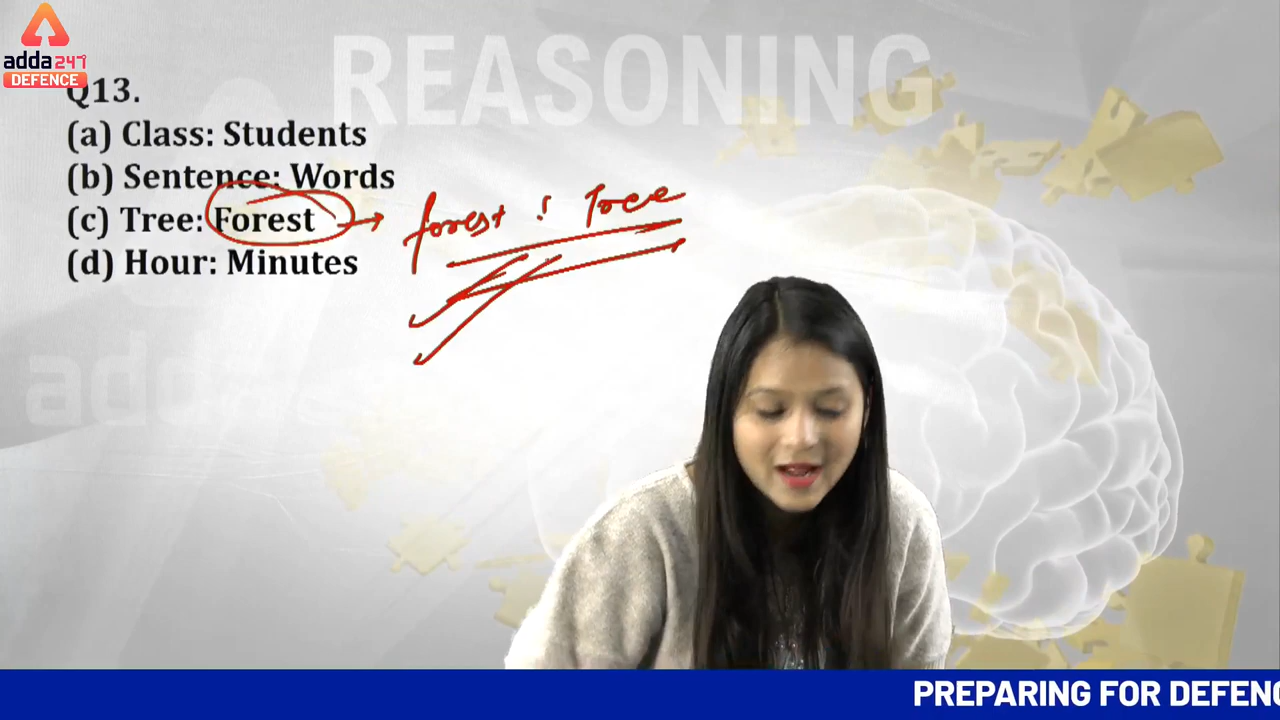 REASONING
adda247
DEFENCE
Q13.
(a) Class: Students
(b) Sentence: Words
(c) Tree: Forest
forest : Tree
(d) Hour: Minutes
PREPARING FOR DEFENC